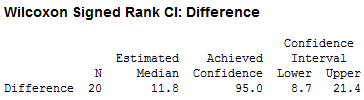 Wilcoxon Signed Rank CI: Difference
Confidence
Estimated Achieved Interval
N Median Confidence Lower Upper
Difference 20 11.8 95.0 8.7 21.4